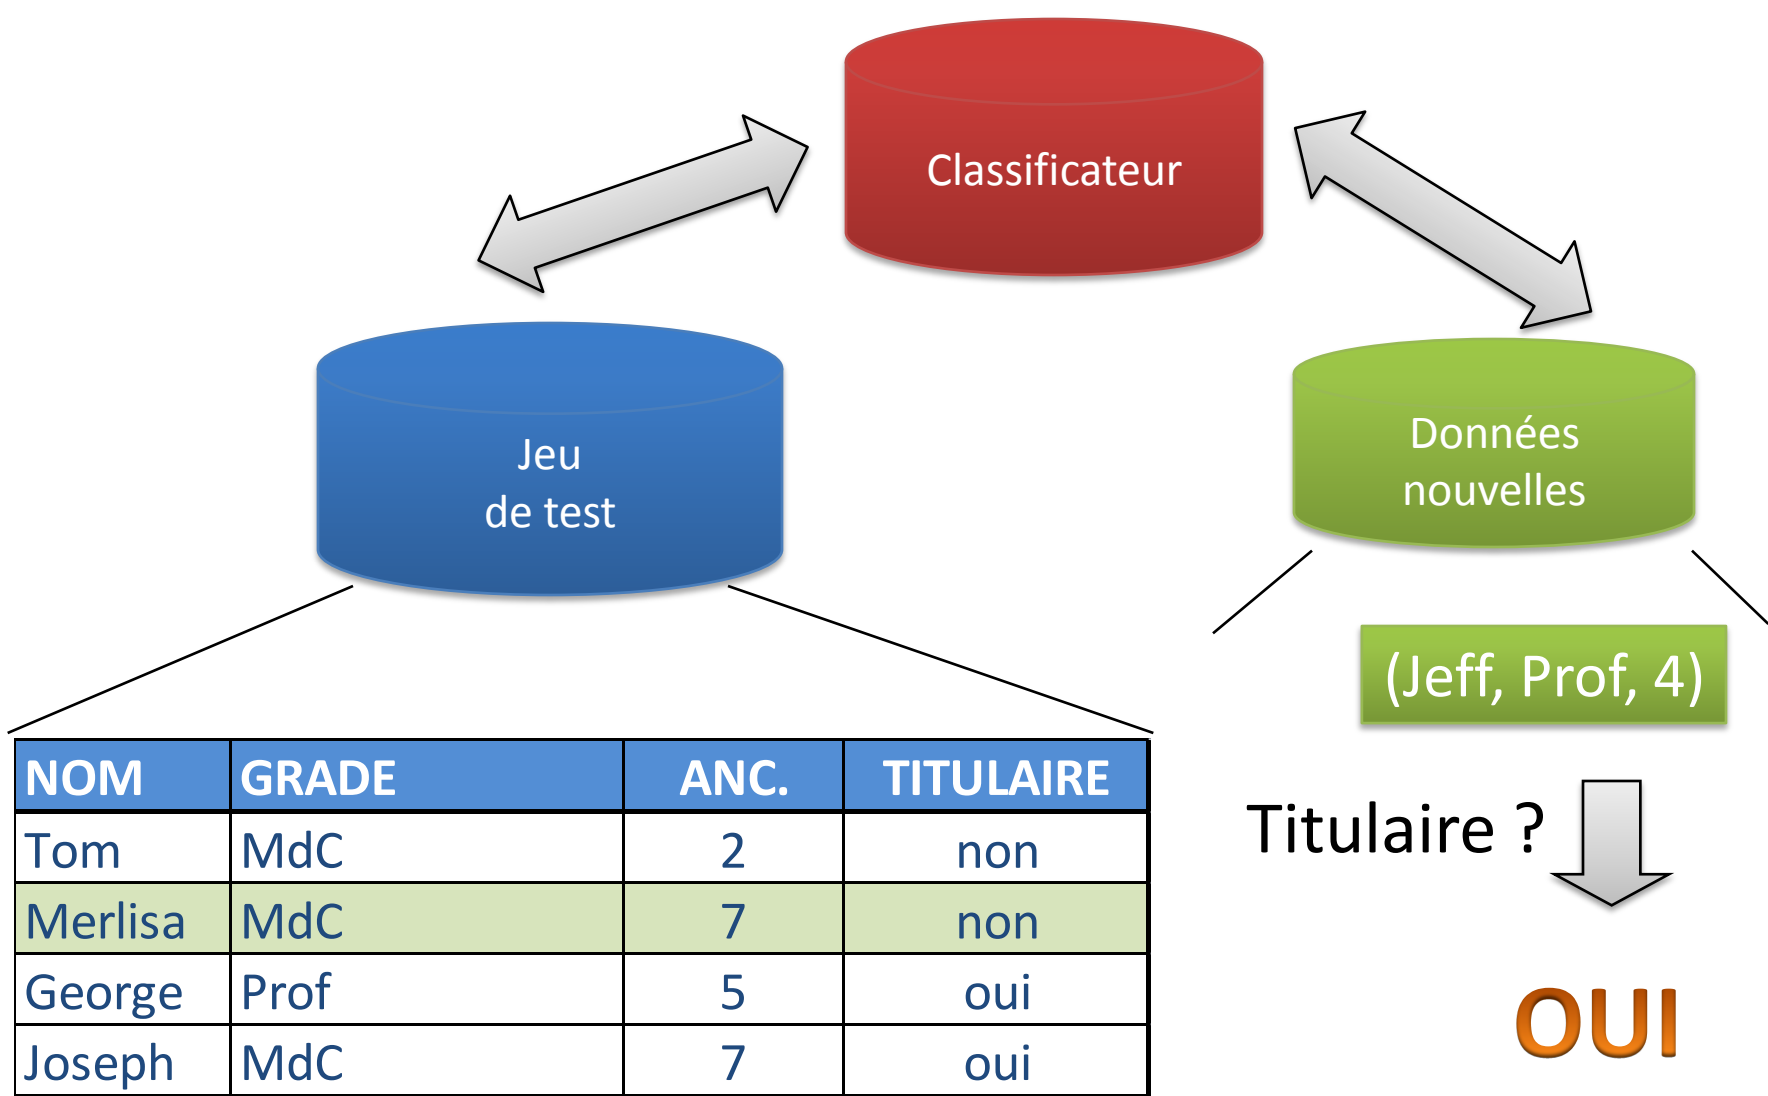 Classificateur
Jeu
de test
Données
nouvelles
(Jeff, Prof, 4)
NOM GRADE ANC. TITULAIRE
Tom MdC 2 non
Merlisa MdC 7 non
George Prof 5 oui
Joseph MdC 7 oui
Titulaire ?
OUI